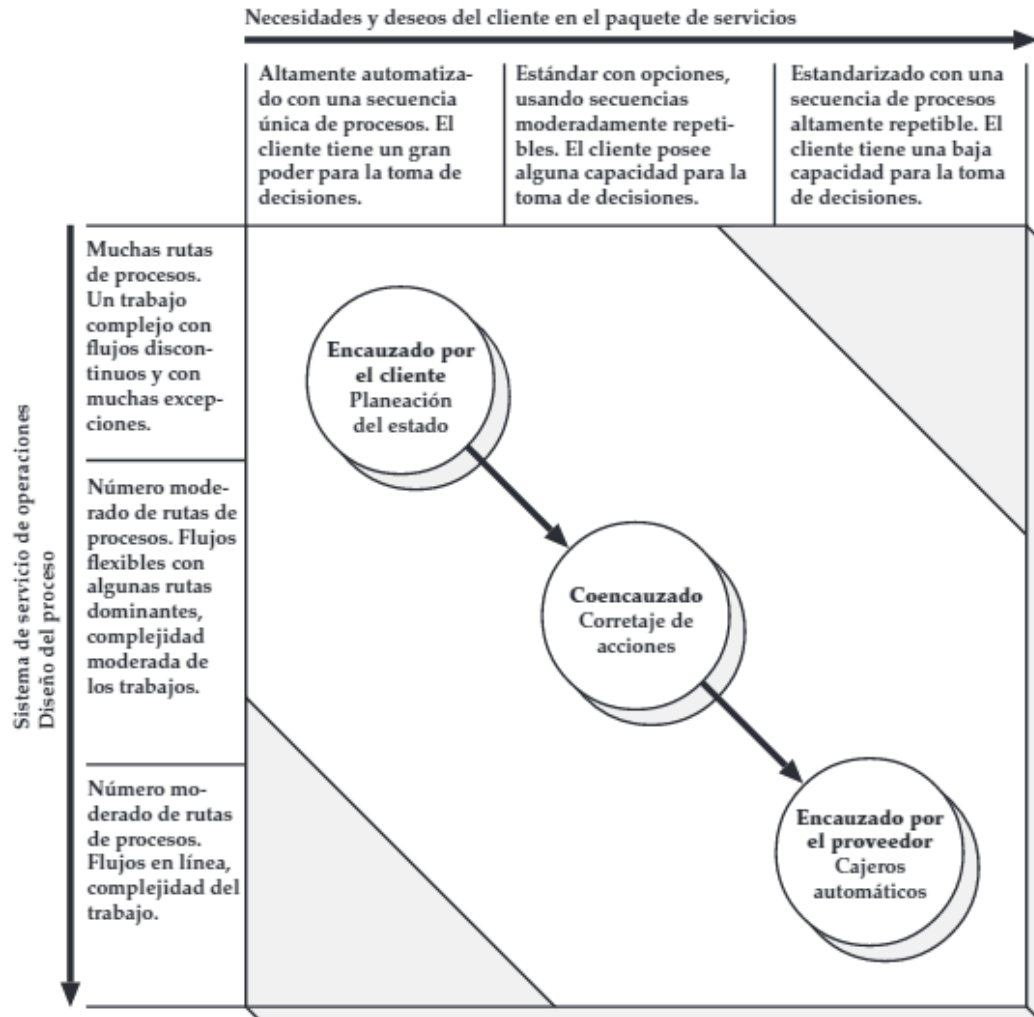 Necesidades y deseos del cliente en el paquete de servicios
Altamente automatiza-
do con una secuencia
única de procesos. El
cliente tiene un gran
poder para la toma de
decisiones.
Estándar con opciones,
usando secuencias
moderadamente repeti-
bles. El cliente posee
alguna capacidad para la
toma de decisiones.
Estandarizado con una
secuencia de procesos
altamente repetible. El
cliente tiene una baja
capacidad para la toma
de decisiones.
Sistema de servicio de operaciones
Diseño del proceso
Muchas rutas
de procesos.
Un trabajo
complejo con
flujos discon-
tinuos y con
muchas excep-
ciones.
Encauzado por
el cliente
Planeación
del estado
Número mode-
rado de rutas de
procesos. Flujos
flexibles con
algunas rutas
dominantes,
complejidad
moderada de
los trabajos.
Coencauzado
Corretaje de
acciones
Número mo-
derado de rutas
de procesos.
Flujos en línea,
complejidad del
trabajo.
Encauzado por
el proveedor
Cajeros
automáticos